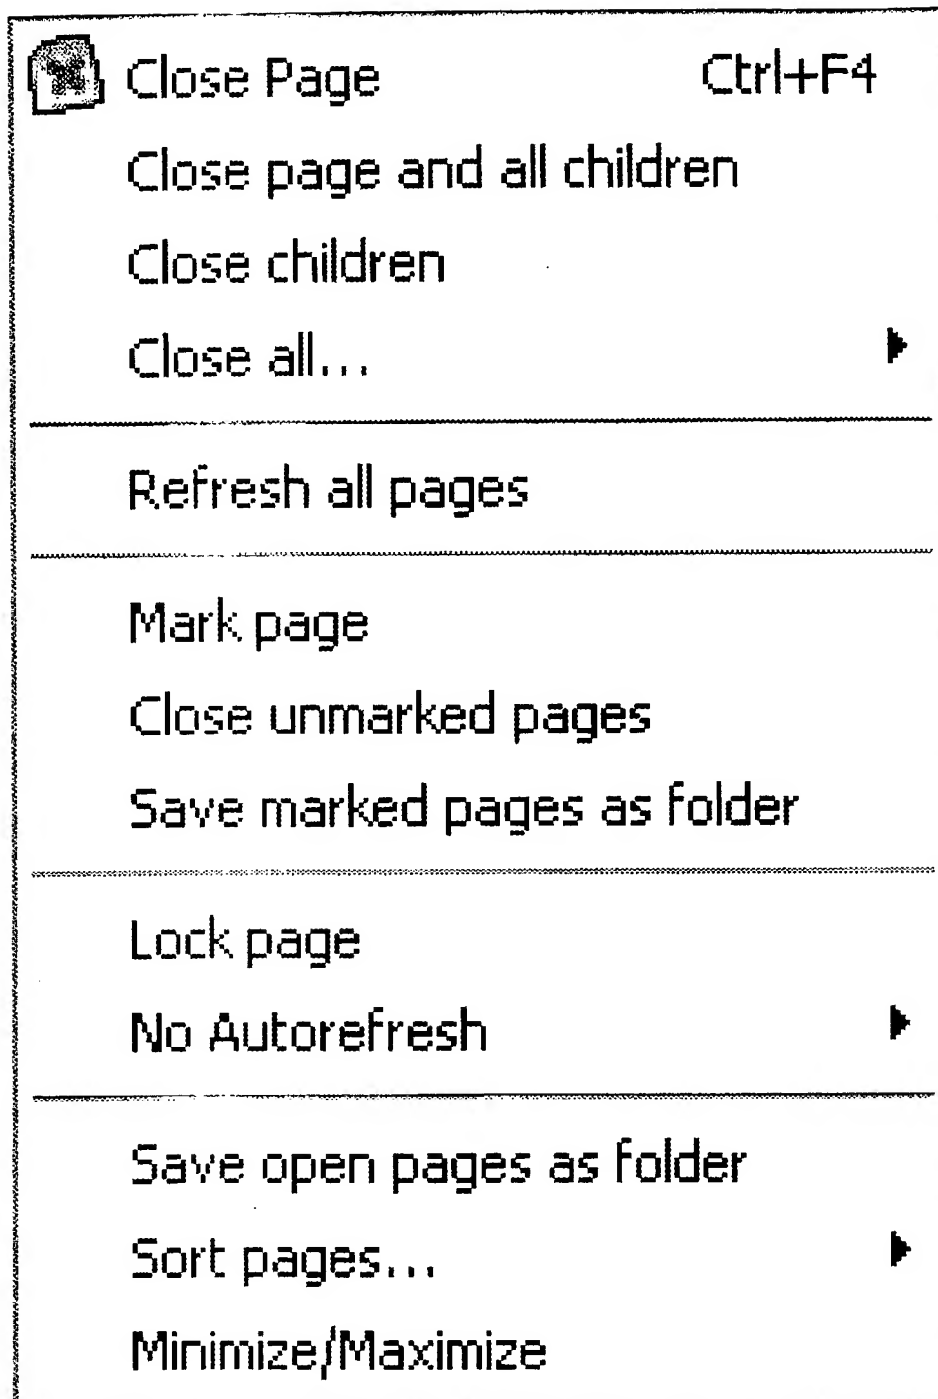 Close Page Ctrl+F4
Close page and all children
Close children
Close all...
Refresh all pages
Mark page
Close unmarked pages
Save marked pages as folder
Lock page
No Autorefresh
Save open pages as folder
Sort pages...
Minimize/Maximize